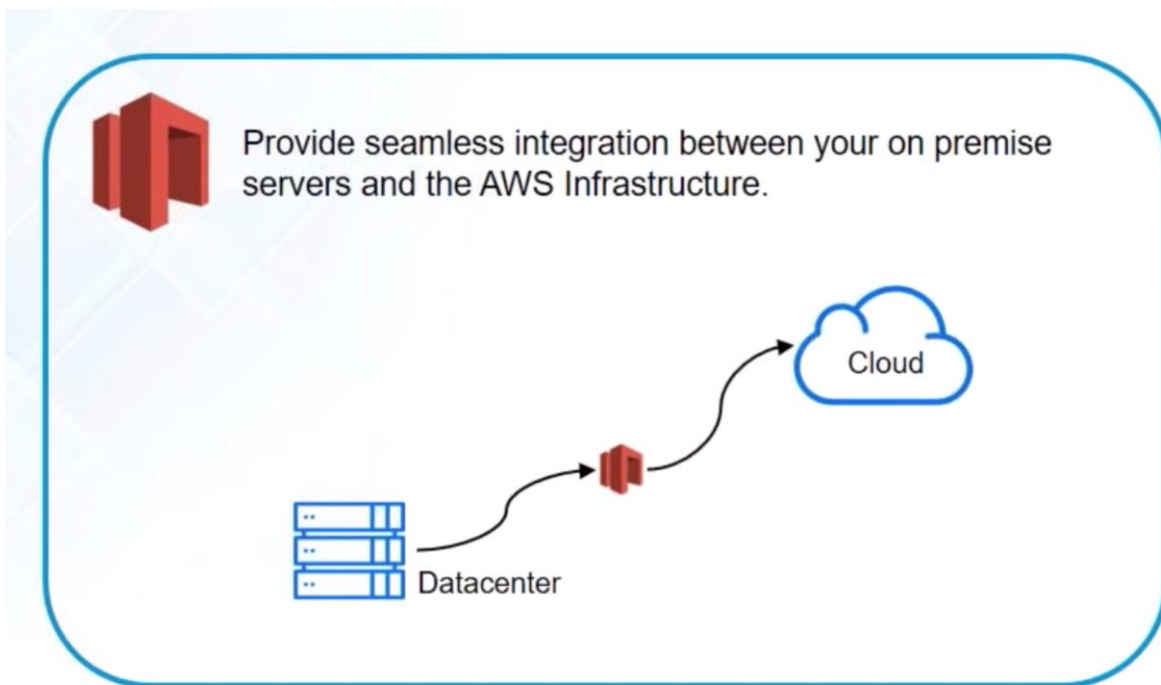 Provide seamless integration between your on premise
servers and the AWS Infrastructure.
Cloud
Datacenter